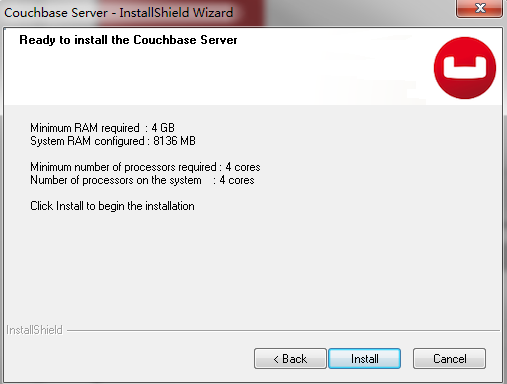 Couchbase Server - InstallShield Wizard
Ready to install the Couchbase Server
Minimum RAM required : 4 GB
System RAM configured : 8136 MB
Minimum number of processors required : 4 cores
Number of processors on the system : 4 cores
Click Install to begin the installation
InstallShield
< Back Install Cancel